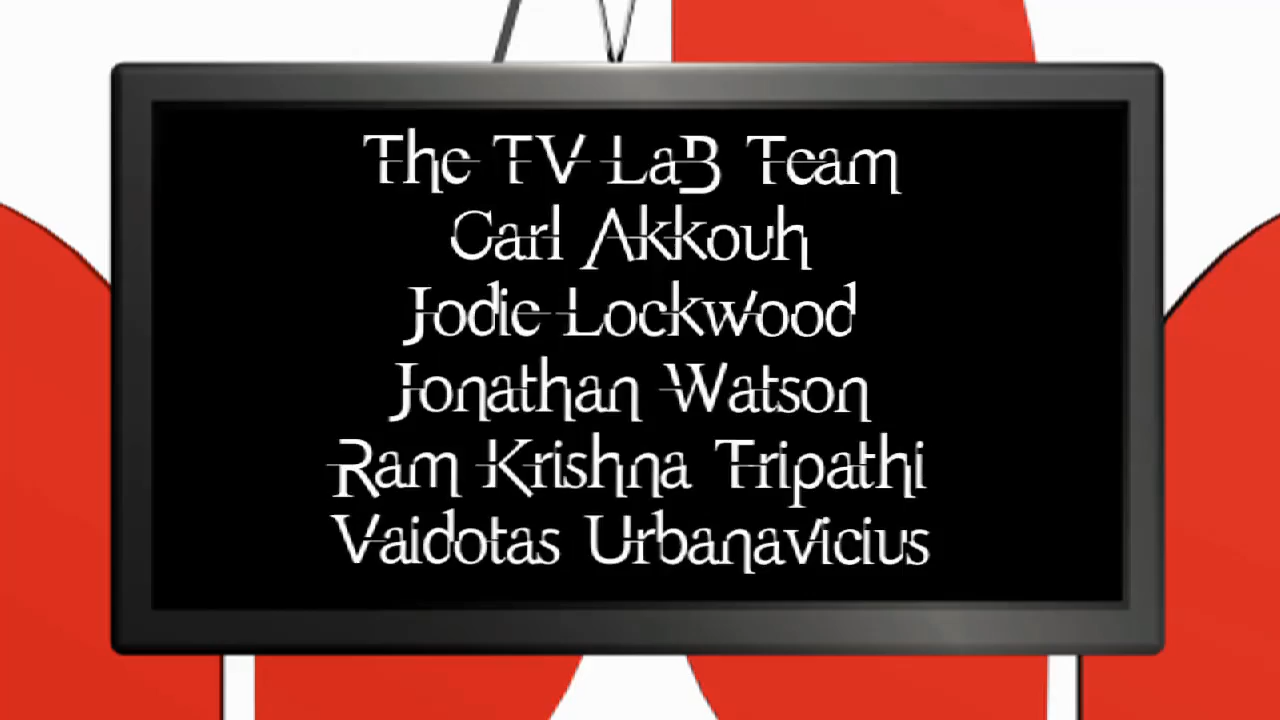 The TV LaB Team
Carl Akkouh
Jodie Lockwood
Jonathan Watson
Ram Krishna Tripathi
Vaidotas Urbanavicius